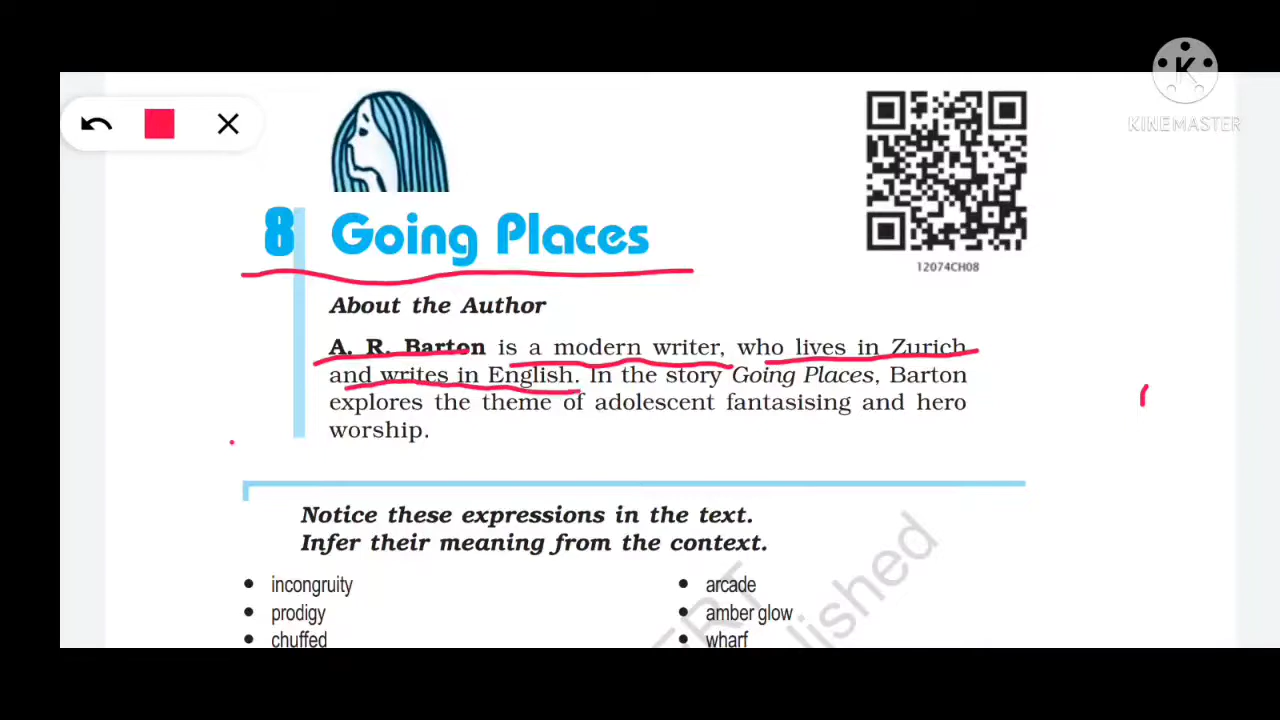 KINEMASTER
8 Going Places
12074CH08
About the Author
A. R. Barton is a modern writer, who lives in Zurich
and writes in English. In the story Going Places, Barton
explores the theme of adolescent fantasising and hero
worship.
Notice these expressions in the text.
Infer their meaning from the context.
• incongruity
• prodigy
• chuffed
• arcade
• amber glow
• wharf